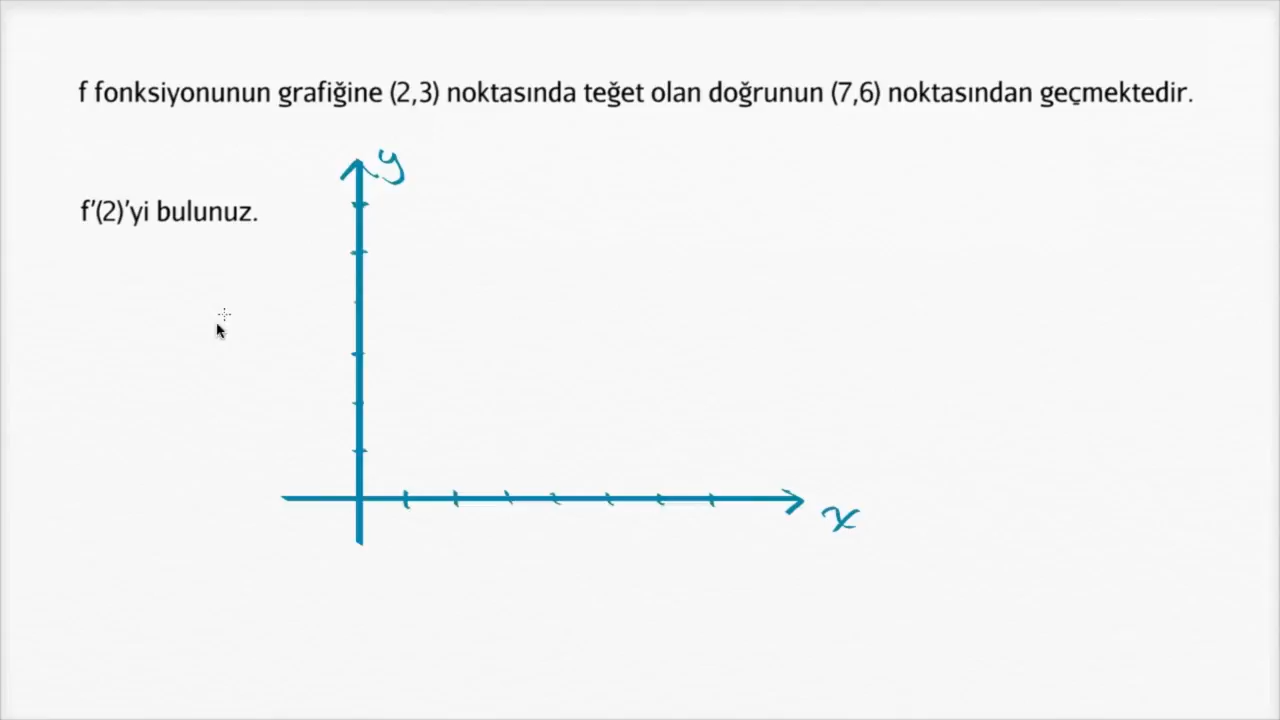 f fonksiyonunun grafiğine (2,3) noktasında teğet olan doğrunun (7,6) noktasından geçmektedir.
y
f'(2)'yi bulunuz.
x